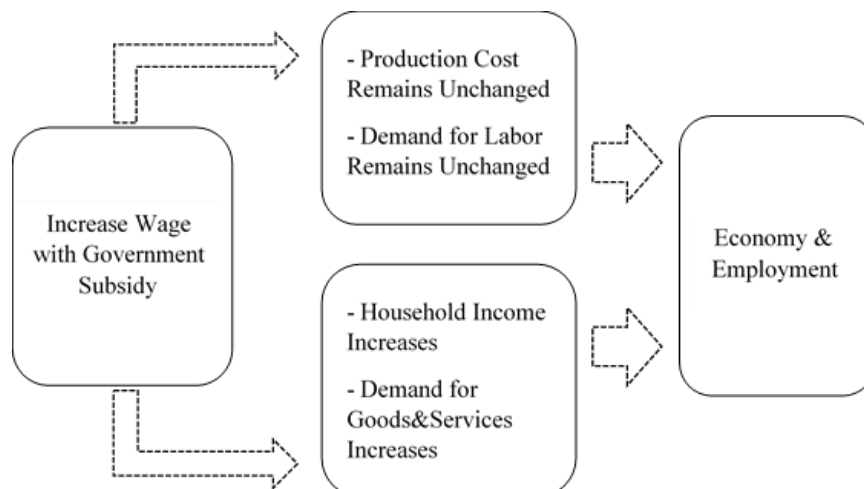 - Production Cost
Remains Unchanged
- Demand for Labor
Remains Unchanged
Increase Wage
with Government
Subsidy
Economy &
Employment
- Household Income
Increases
- Demand for
Goods&Services
Increases